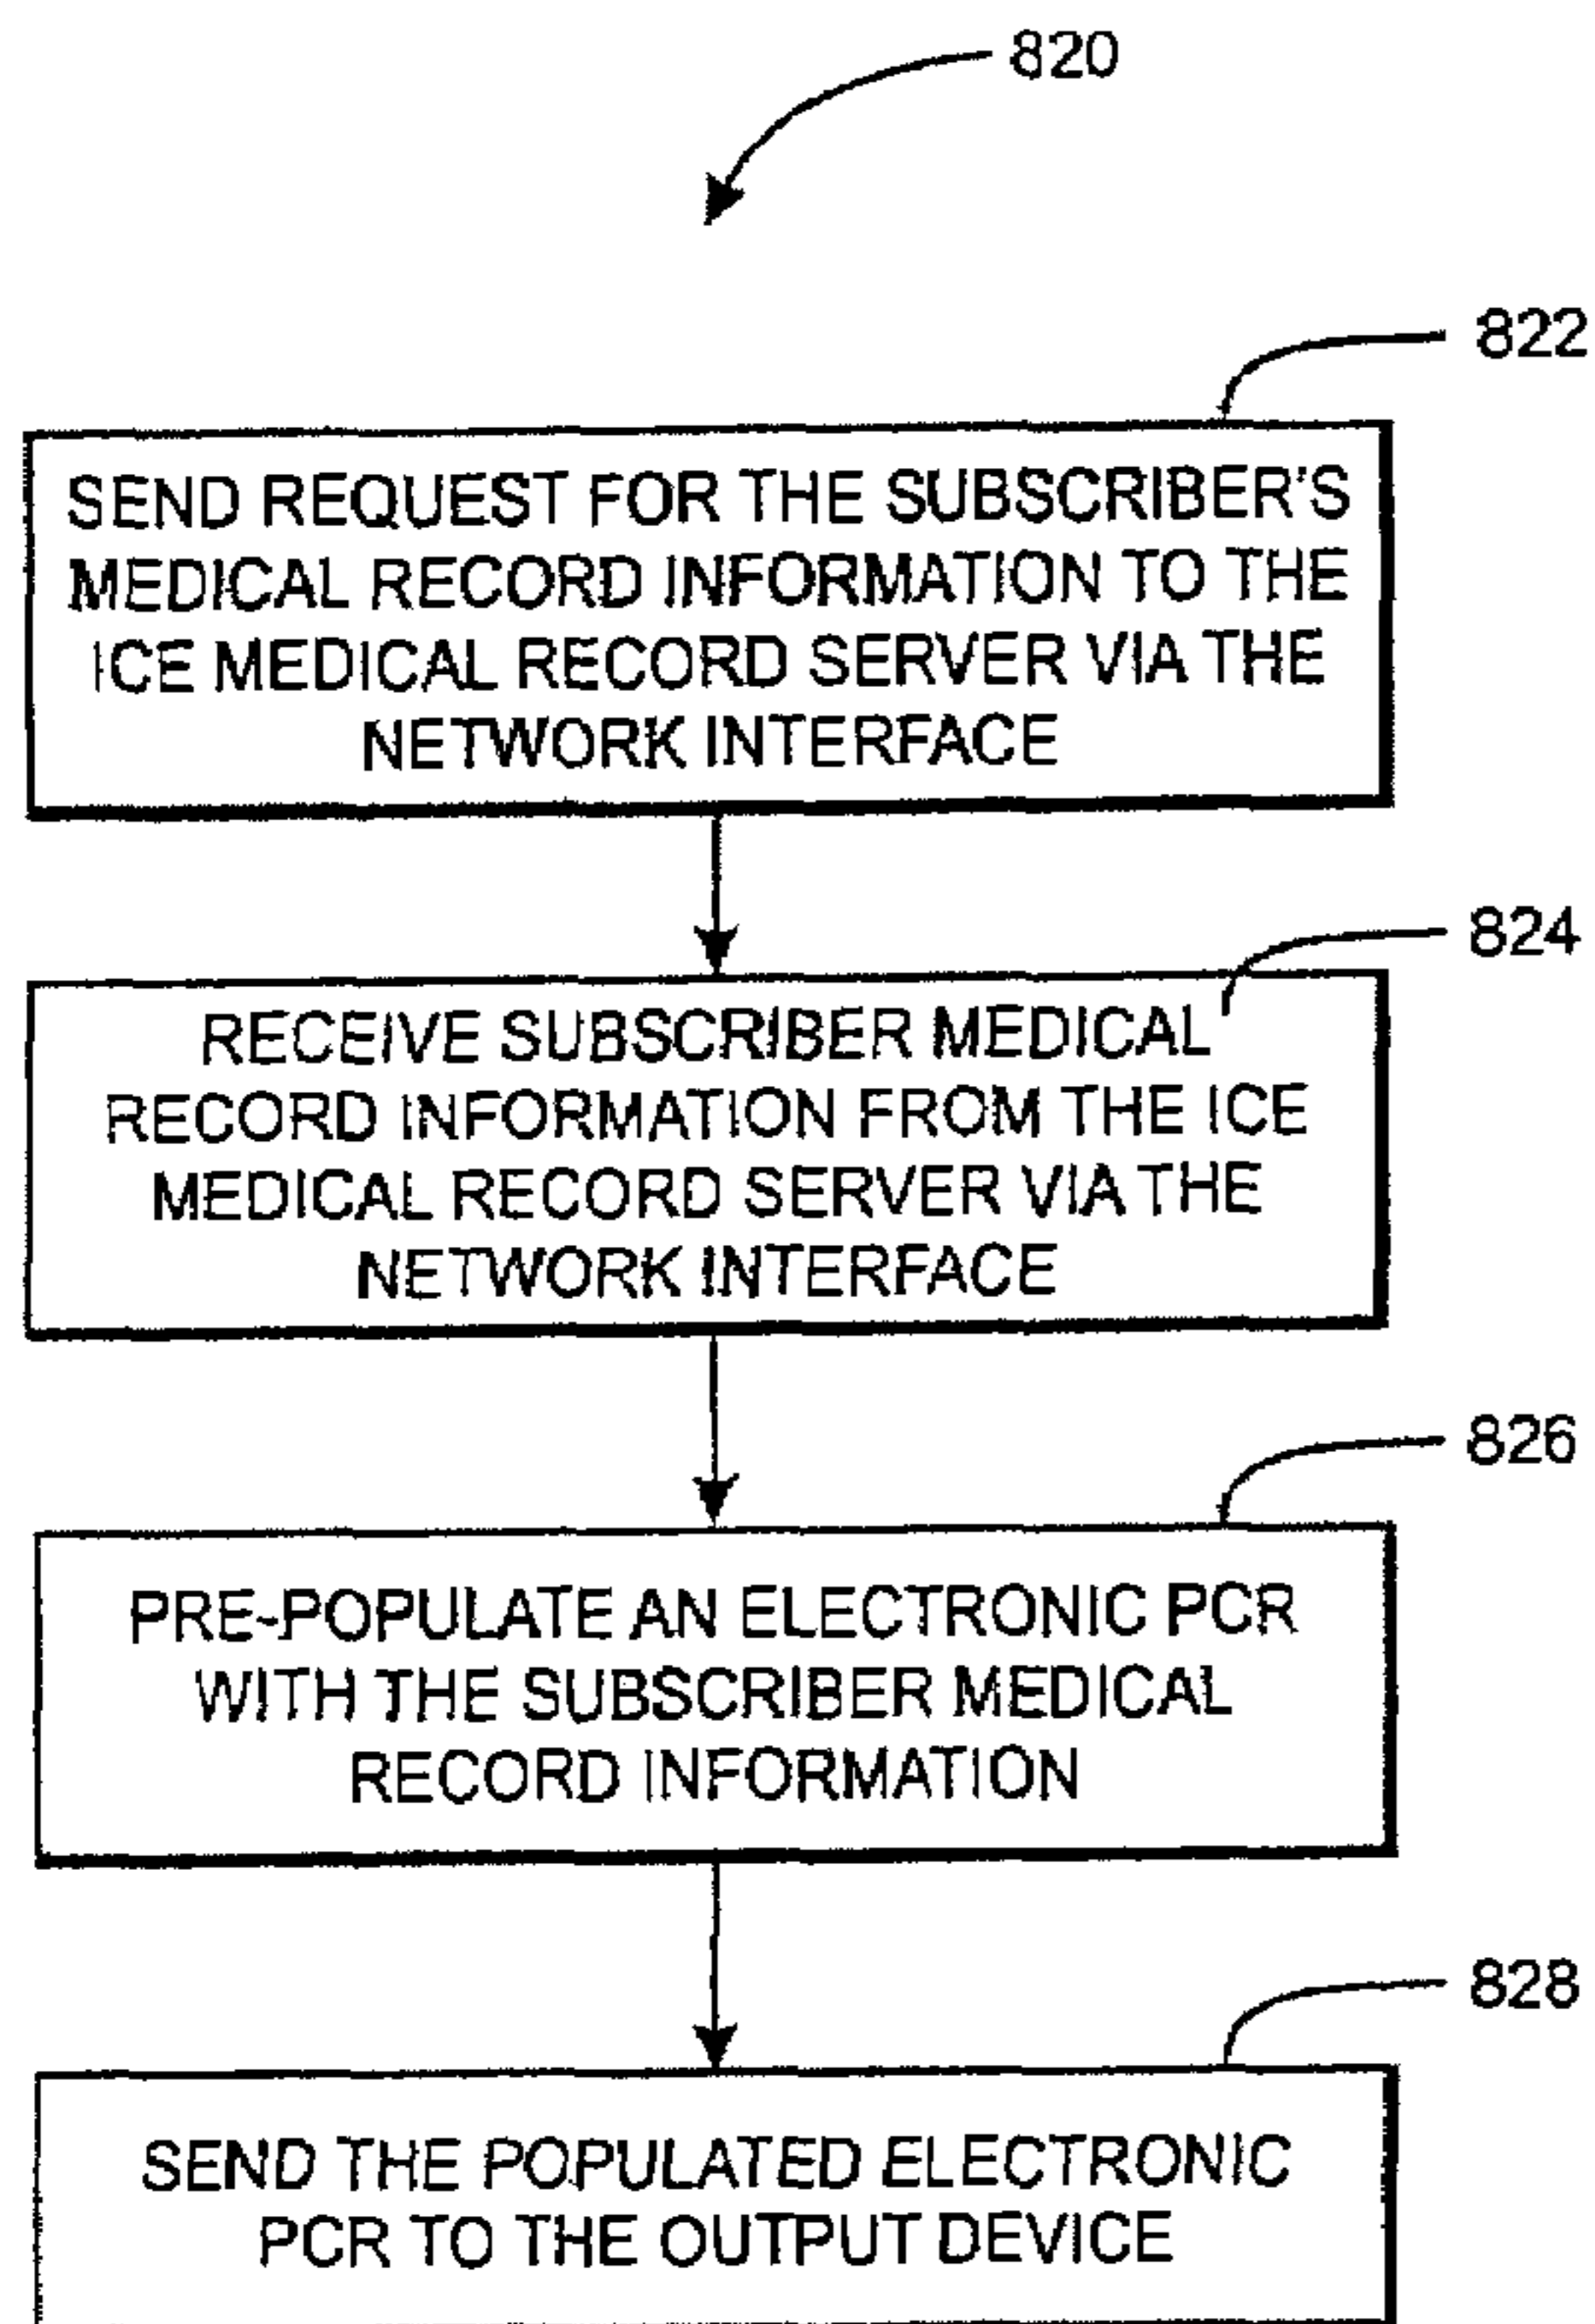 820
822
SEND REQUEST FOR THE SUBSCRIBER'S
MEDICAL RECORD INFORMATION TO THE
ICE MEDICAL RECORD SERVER VIA THE
NETWORK INTERFACE
824
RECEIVE SUBSCRIBER MEDICAL
RECORD INFORMATION FROM THE ICE
MEDICAL RECORD SERVER VIA THE
NETWORK INTERFACE
826
PRE-POPULATE AN ELECTRONIC PCR
WITH THE SUBSCRIBER MEDICAL
RECORD INFORMATION
828
SEND THE POPULATED ELECTRONIC
PCR TO THE OUTPUT DEVICE